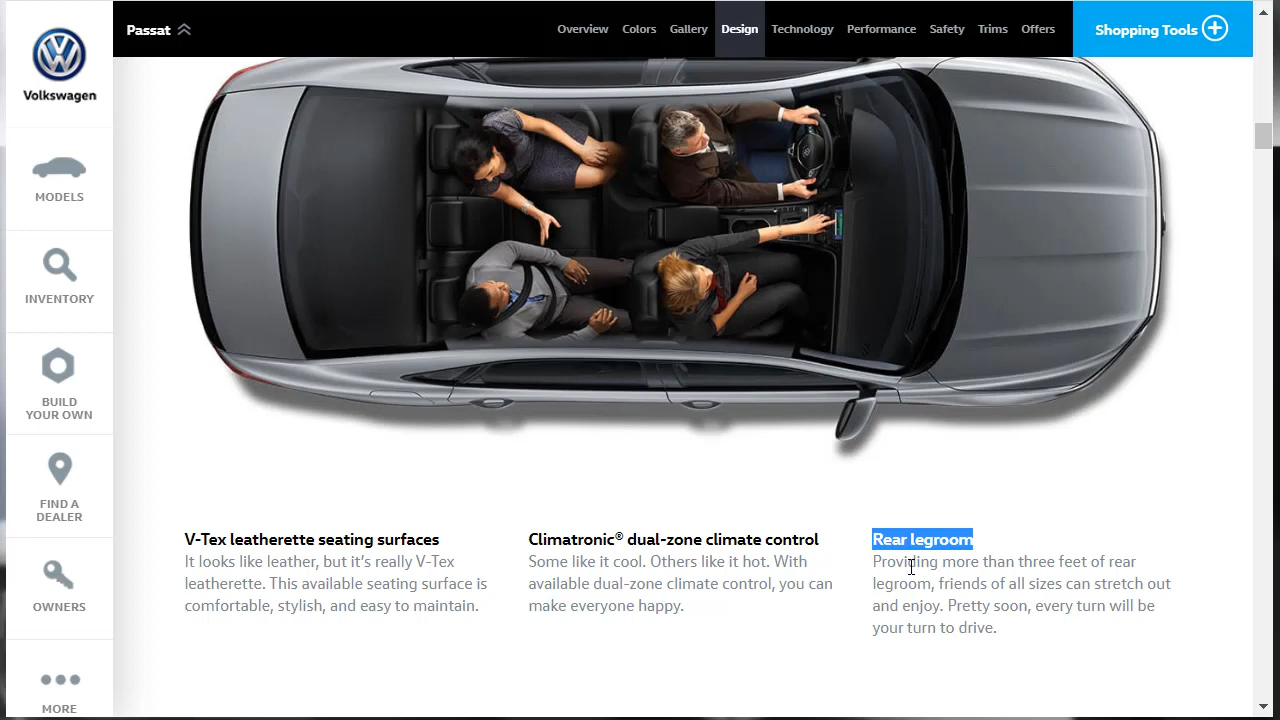 Volkswagen
Passat
Overview Colors Gallery Design Technology Performance Safety Trims Offers
Shopping Tools
MODELS
INVENTORY
BUILD
YOUR OWN
FIND A
DEALER
OWNERS
MORE
V-Tex leatherette seating surfaces
It looks like leather, but it's really V-Tex
leatherette. This available seating surface is
comfortable, stylish, and easy to maintain.
Climatronic® dual-zone climate control
Some like it cool. Others like it hot. With
available dual-zone climate control, you can
make everyone happy.
Rear legroom
Providing more than three feet of rear
legroom, friends of all sizes can stretch out
and enjoy. Pretty soon, every turn will be
your turn to drive.